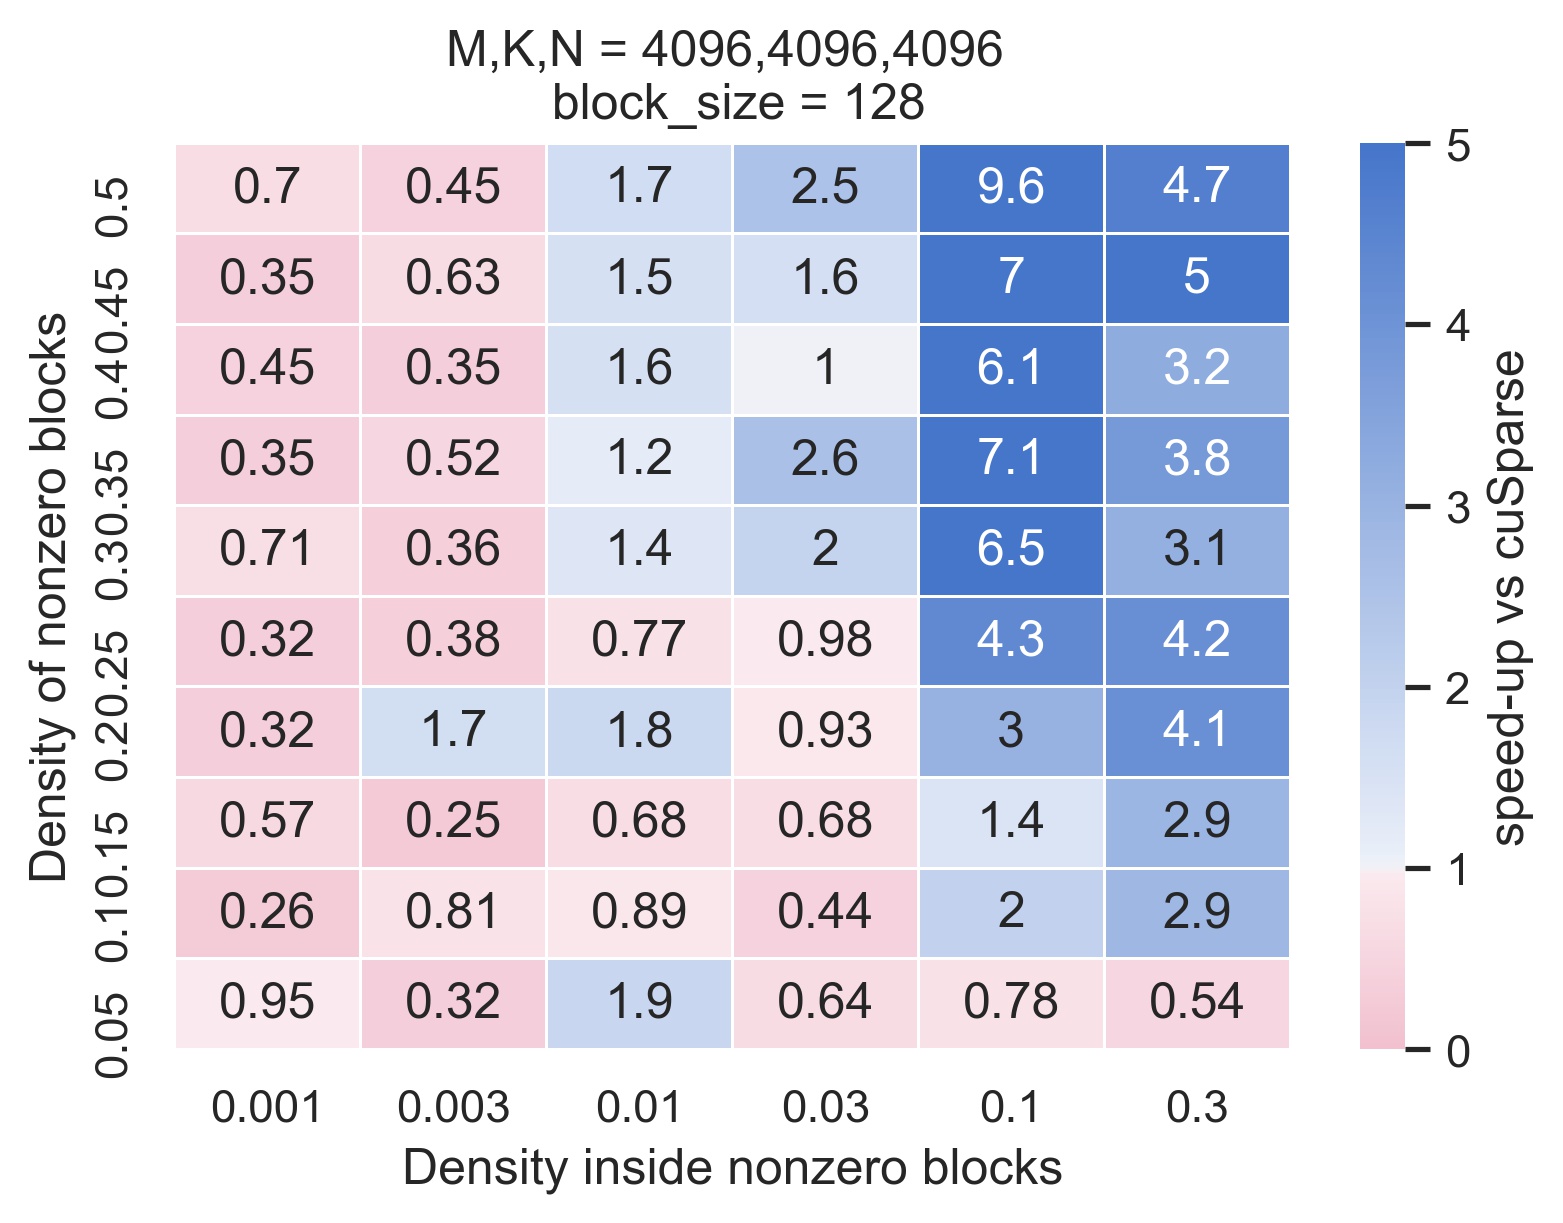 M,K,N = 4096,4096,4096
block_size = 128
Density of nonzero blocks
0.5 0.7 0.45 1.7 2.5 9.6 4.7
0.45 0.35 0.63 1.5 1.6 7 5
0.4 0.45 0.35 1.6 1 6.1 3.2
0.35 0.35 0.52 1.2 2.6 7.1 3.8
0.3 0.71 0.36 1.4 2 6.5 3.1
0.25 0.32 0.38 0.77 0.98 4.3 4.2
0.2 0.32 1.7 1.8 0.93 3 4.1
0.15 0.57 0.25 0.68 0.68 1.4 2.9
0.1 0.26 0.81 0.89 0.44 2 2.9
0.05 0.95 0.32 1.9 0.64 0.78 0.54
0.001 0.003 0.01 0.03 0.1 0.3
Density inside nonzero blocks
5
4
3
2
1
0
speed-up vs cuSparse